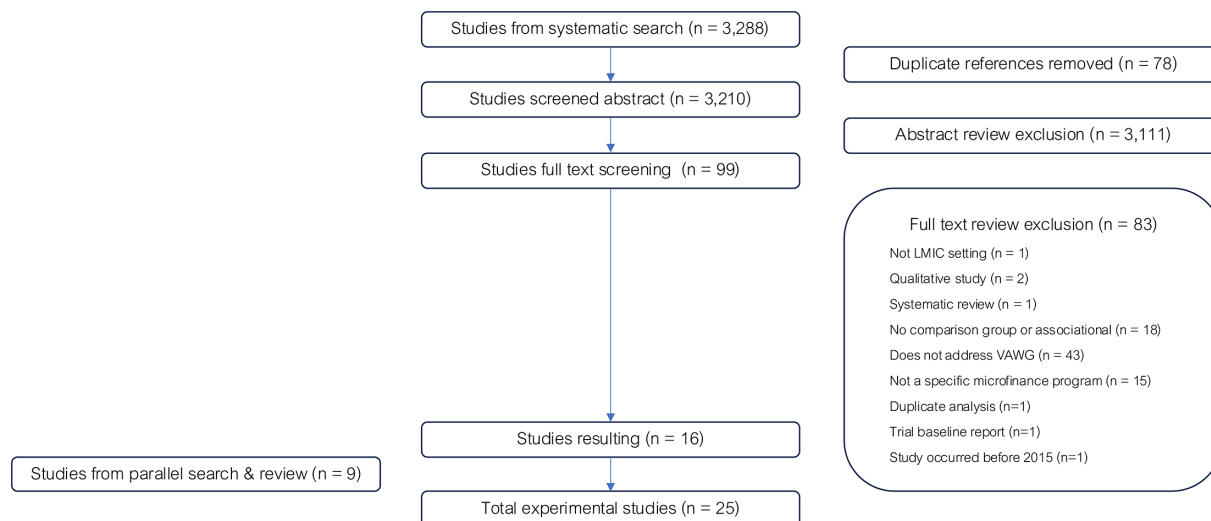 Studies from systematic search (n = 3,288)
Duplicate references removed (n = 78)
Studies screened abstract (n = 3,210)
Abstract review exclusion (n = 3,111)
Studies full text screening (n = 99)
Full text review exclusion (n = 83)
Not LMIC setting (n = 1)
Qualitative study (n = 2)
Systematic review (n = 1)
No comparison group or associational (n = 18)
Does not address VAWG (n = 43)
Not a specific microfinance program (n = 15)
Duplicate analysis (n=1)
Trial baseline report (n=1)
Study occurred before 2015 (n=1)
Studies resulting (n = 16)
Studies from parallel search & review (n = 9)
Total experimental studies (n = 25)